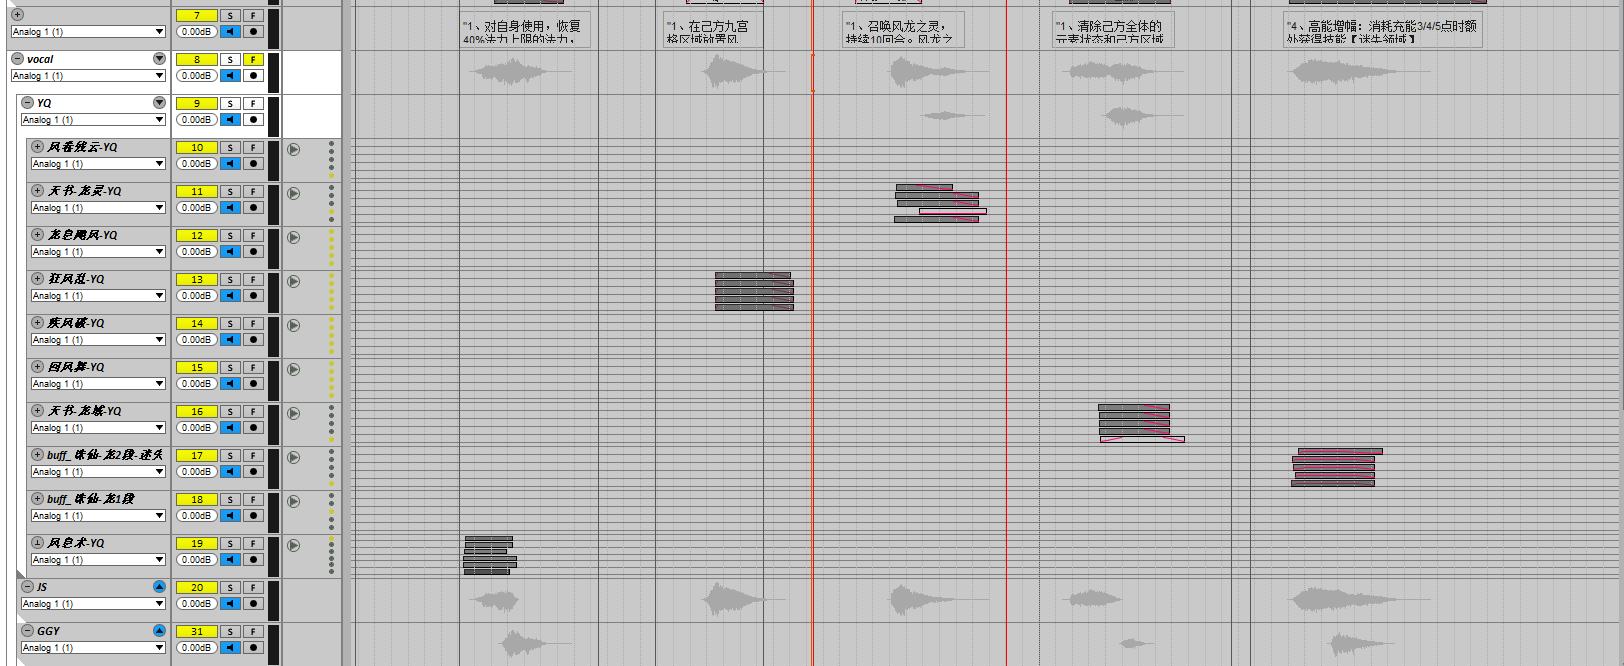 7 S F
Analog 1 (1) 0.00dB
"1、对自身使用，恢复
40%法力上限的法力，
"1、在己方九宫
格区域放置风
"1、召唤风龙之灵，
持续10回合。风龙之
"1、清除己方全体的
元素状态和己方区域
"4、高能增幅：消耗充能3/4/5点时额
外获得技能【迷失领域】
vocal 8 S F
Analog 1 (1) 0.00dB
YQ 9 S F
Analog 1 (1) 0.00dB
风卷残云-YQ 10 S F
Analog 1 (1) 0.00dB
天书-龙灵-YQ 11 S F
Analog 1 (1) 0.00dB
龙息飓风-YQ 12 S F
Analog 1 (1) 0.00dB
狂风乱-YQ 13 S F
Analog 1 (1) 0.00dB
疾风破-YQ 14 S F
Analog 1 (1) 0.00dB
回风舞-YQ 15 S F
Analog 1 (1) 0.00dB
天书-龙域-YQ 16 S F
Analog 1 (1) 0.00dB
buff_诛仙-龙2段-迷失 17 S F
Analog 1 (1) 0.00dB
buff_诛仙-龙1段 18 S F
Analog 1 (1) 0.00dB
风息术-YQ 19 S F
Analog 1 (1) 0.00dB
JS 20 S F
Analog 1 (1) 0.00dB
GGY 31 S F
Analog 1 (1) 0.00dB